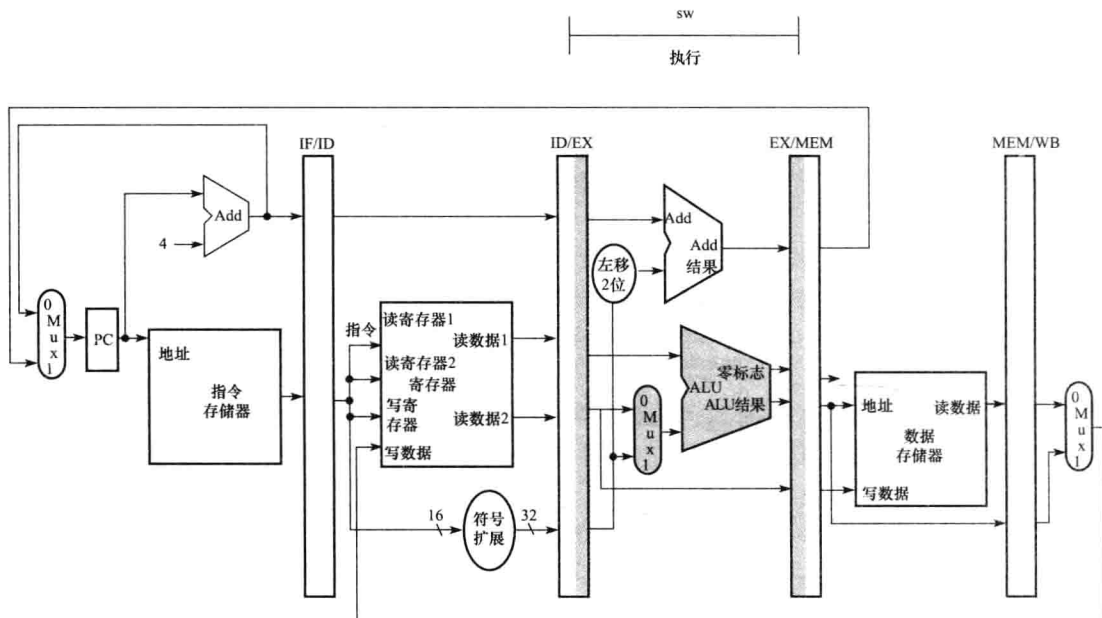 sw
执行
IF/ID
ID/EX
EX/MEM
MEM/WB
Add
4
Add
Add
结果
左移
2位
0
M
u
x
1
PC
地址
指令
存储器
指令
读寄存器1
读数据1
读寄存器2
寄存器
写寄
存器
读数据2
写数据
0
M
u
x
1
零标志
ALU
ALU结果
地址
读数据
数据
存储器
写数据
0
M
u
x
1
16
符号
扩展
32